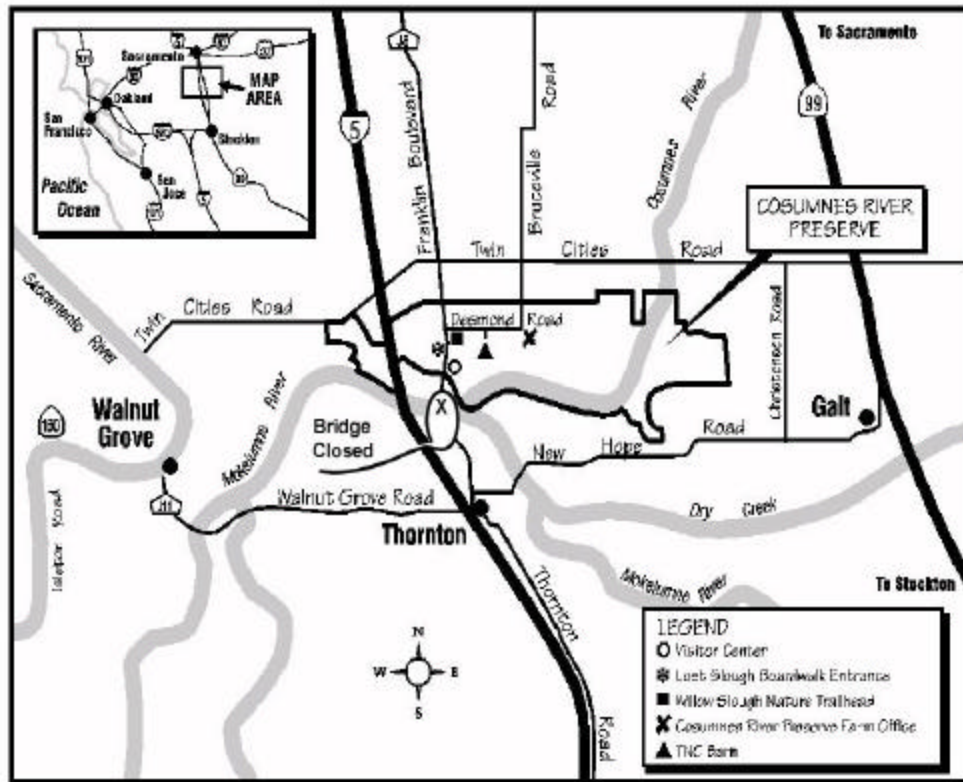 Sacramento
MAP
AREA
Oakland
San
Francisco
Stockton
San
Jose
Pacific
Ocean
J8
Franklin Boulevard
Bruceville Road
5
Cosumnes River
To Sacramento
99
COSUMNES RIVER
PRESERVE
Twin Cities Road
Sacramento River
Twin Cities Road
Desmond Road
Christensen Road
160
Walnut
Grove
Mokelumne River
Bridge
Closed
X
New Hope Road
Galt
J11
Walnut Grove Road
Thornton
Dry Creek
Isleton Road
Mokelumne River
To Stockton
Thornton Road
N
W E
S
LEGEND
Visitor Center
Lost Slough Boardwalk Entrance
Willow Slough Nature Trailhead
Cosumnes River Preserve Farm Office
TNC Barn